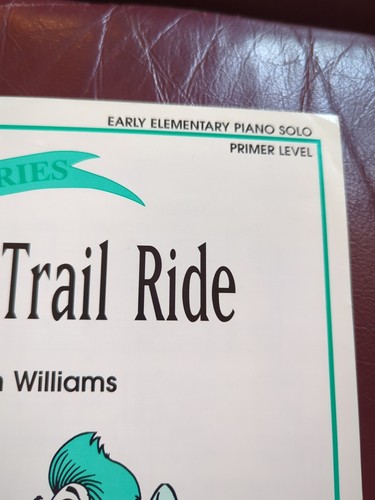 EARLY ELEMENTARY PIANO SOLO
PRIMER LEVEL
RIES
Trail Ride
Williams